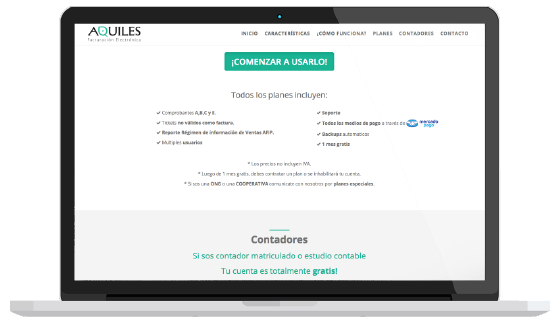 AQUILES
Facturación Electrónica
INICIO CARACTERÍSTICAS ¿CÓMO FUNCIONA? PLANES CONTADORES CONTACTO
¡COMENZAR A USARLO!
Todos los planes incluyen:
✔ Comprobantes A,B,C y E.
✔ Tickets no válidos como factura.
✔ Reporte Régimen de Información de Ventas AFIP.
✔ Multiples usuarios
✔ Soporte
✔ Todos los medios de pago a través de mercado pago
✔ Backups automaticos
✔ 1 mes gratis
* Los precios no incluyen IVA.
* Luego de 1 mes gratis, debes contratar un plan o se inhabilitará tu cuenta.
* Si sos una ONG o una COOPERATIVA comunicate con nosotros por planes especiales.
Contadores
Si sos contador matriculado o estudio contable
Tu cuenta es totalmente gratis!